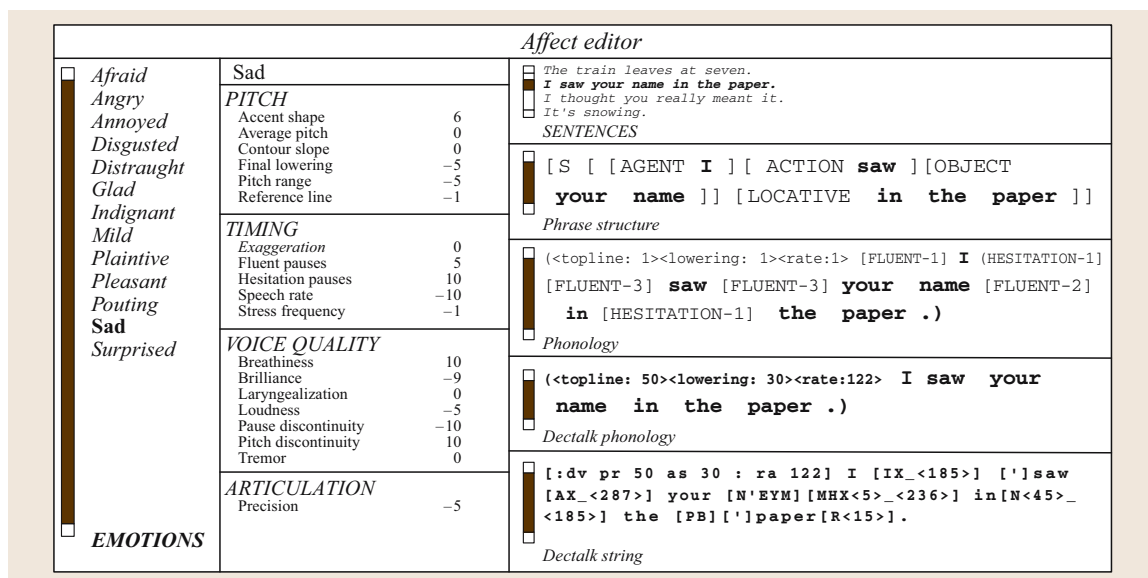 Affect editor
Afraid
Angry
Annoyed
Disgusted
Distraught
Glad
Indignant
Mild
Plaintive
Pleasant
Pouting
Sad
Surprised
EMOTIONS
Sad
PITCH
Accent shape 6
Average pitch 0
Contour slope 0
Final lowering –5
Pitch range –5
Reference line –1
TIMING
Exaggeration 0
Fluent pauses 5
Hesitation pauses 10
Speech rate –10
Stress frequency –1
VOICE QUALITY
Breathiness 10
Brilliance –9
Laryngealization 0
Loudness –5
Pause discontinuity –10
Pitch discontinuity 10
Tremor 0
ARTICULATION
Precision –5
The train leaves at seven.
I saw your name in the paper.
I thought you really meant it.
It's snowing.
SENTENCES
[S [ [AGENT I ][ ACTION saw ][OBJECT
your name ]] [LOCATIVE in the paper ]]
Phrase structure
(<topline: 1><lowering: 1><rate:1> [FLUENT-1] I (HESITATION-1]
[FLUENT-3] saw [FLUENT-3] your name [FLUENT-2]
in [HESITATION-1] the paper .)
Phonology
(<topline: 50><lowering: 30><rate:122> I saw your
name in the paper .)
Dectalk phonology
[:dv pr 50 as 30 : ra 122] I [IX_<185>] [']saw
[AX_<287>] your [N'EYM][MHX<5>_<236>] in[N<45>_
<185>] the [PB][']paper[R<15>].
Dectalk string